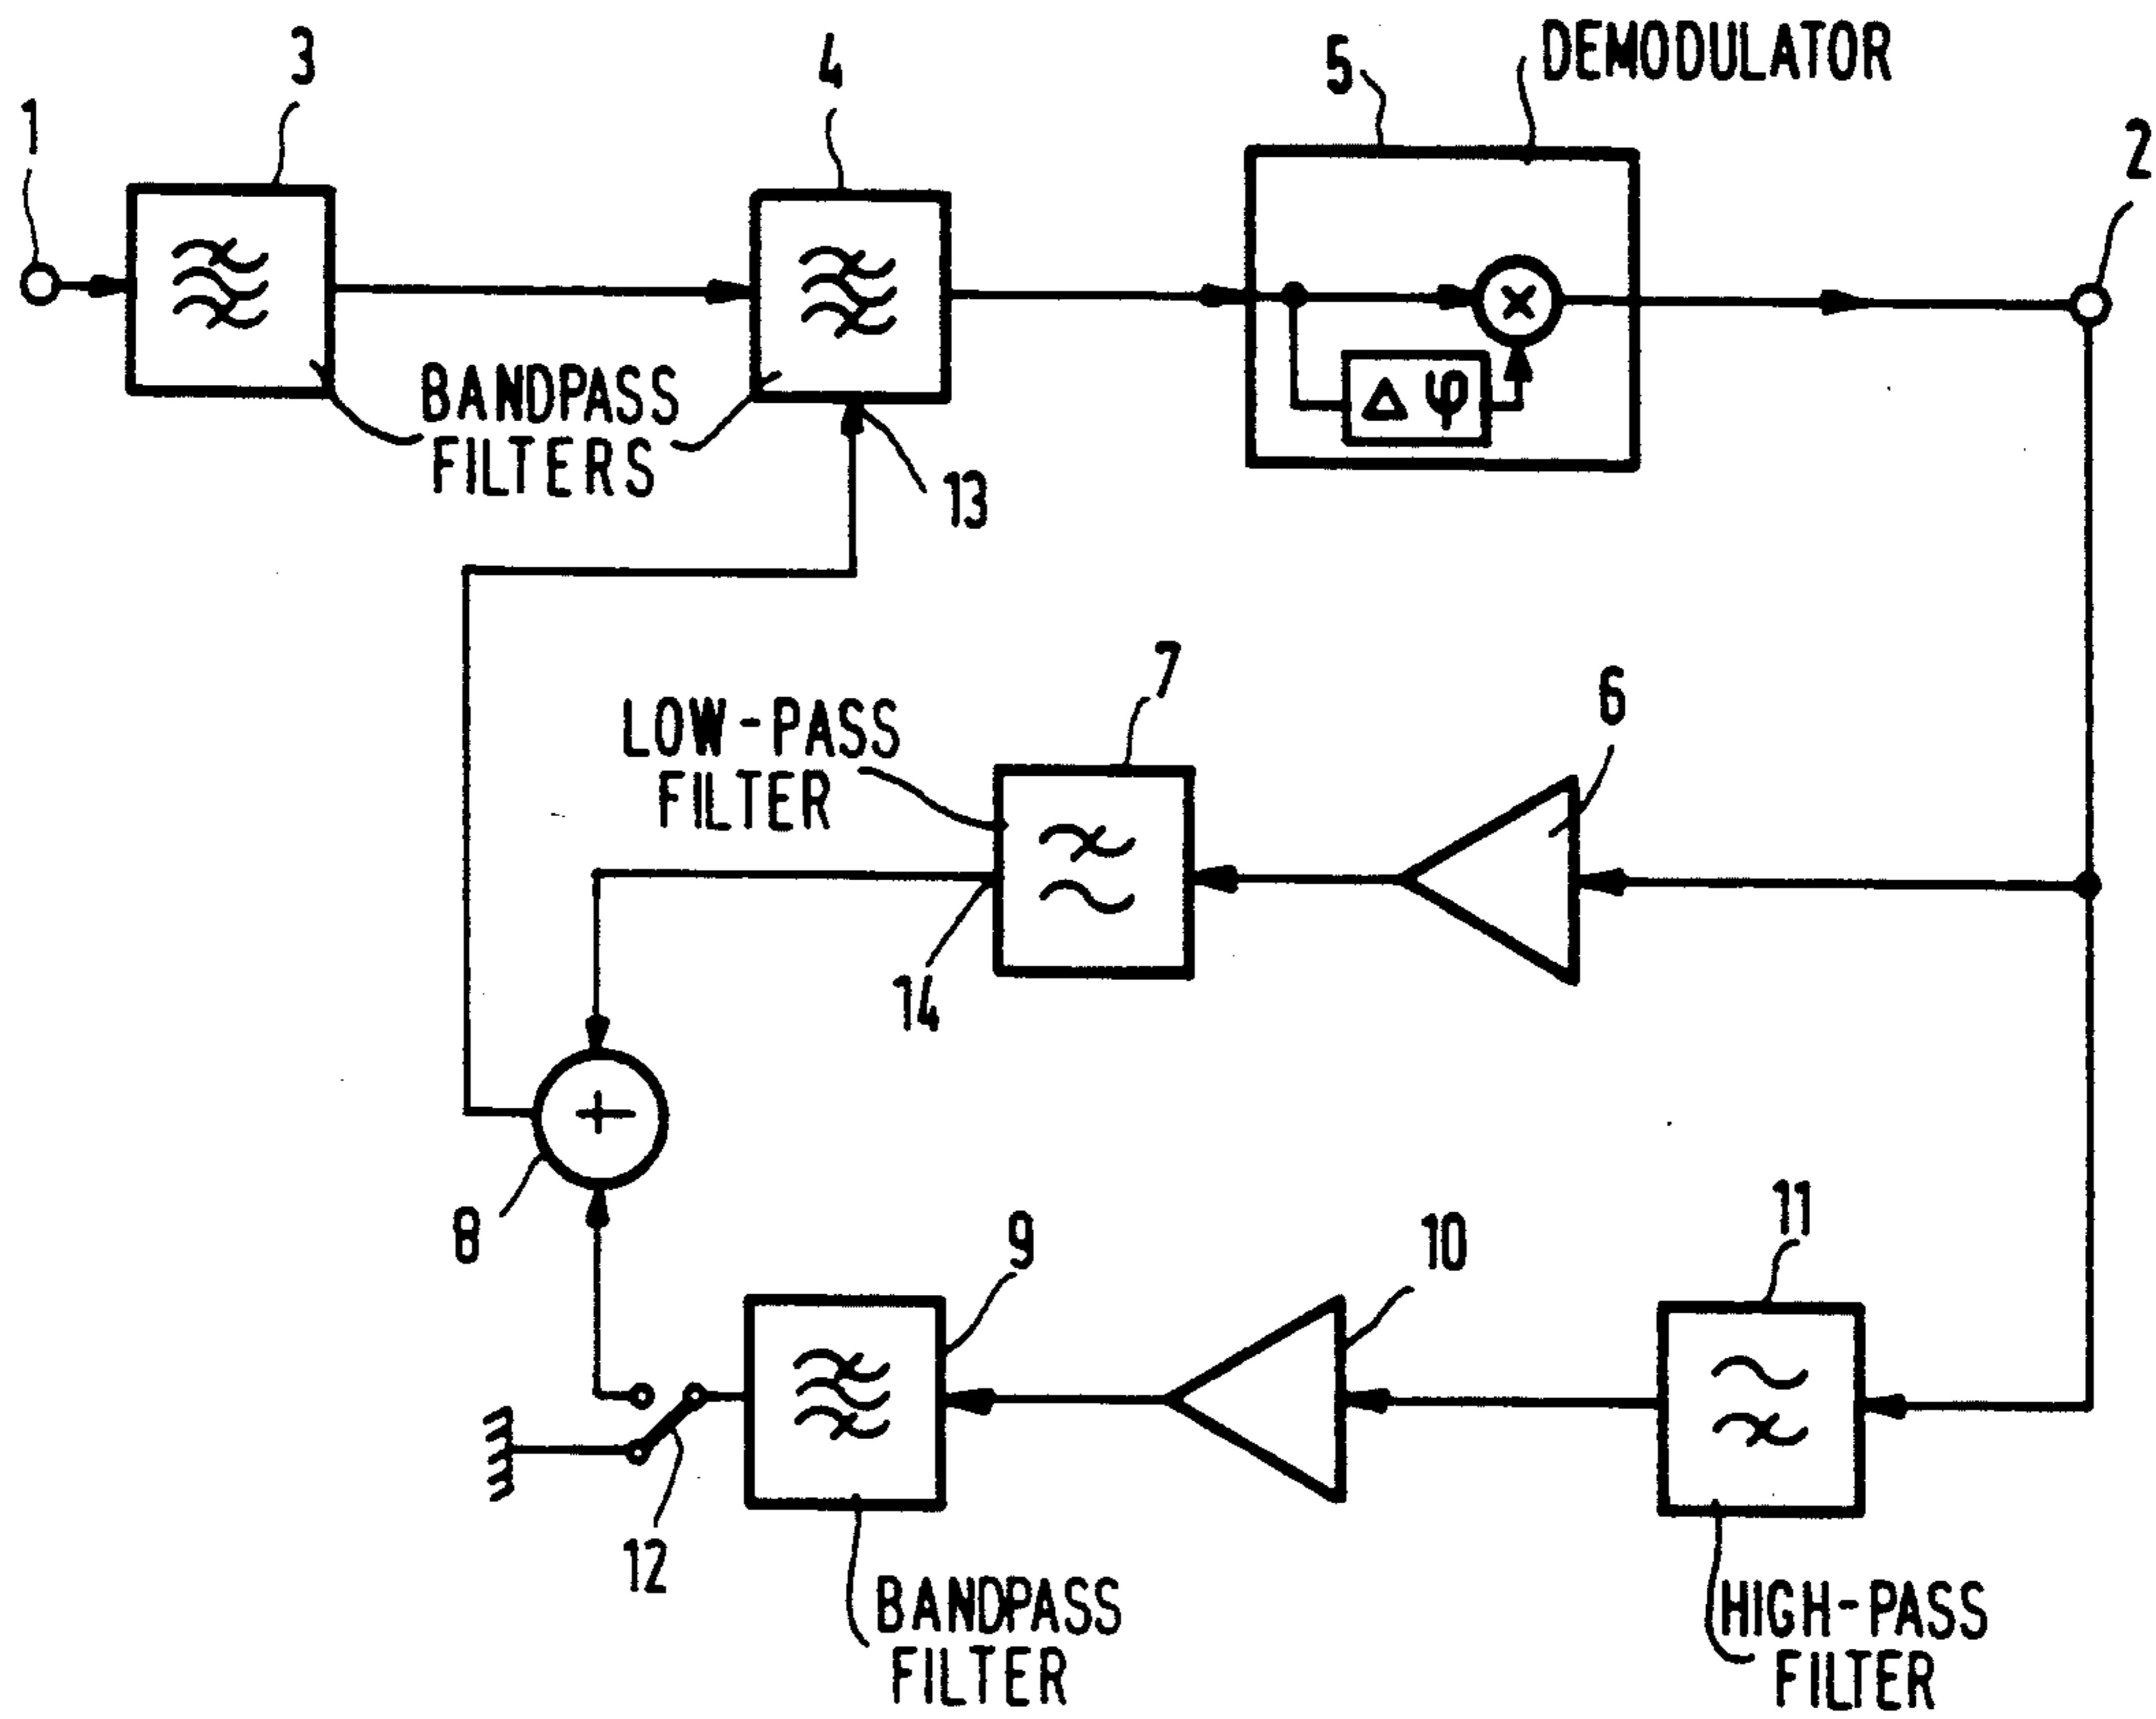 1
3
4
5
DEMODULATOR
2
BANDPASS
FILTERS
×
Δ φ
13
LOW-PASS
FILTER
7
6
14
+
8
9
10
11
12
BANDPASS
FILTER
HIGH-PASS
FILTER